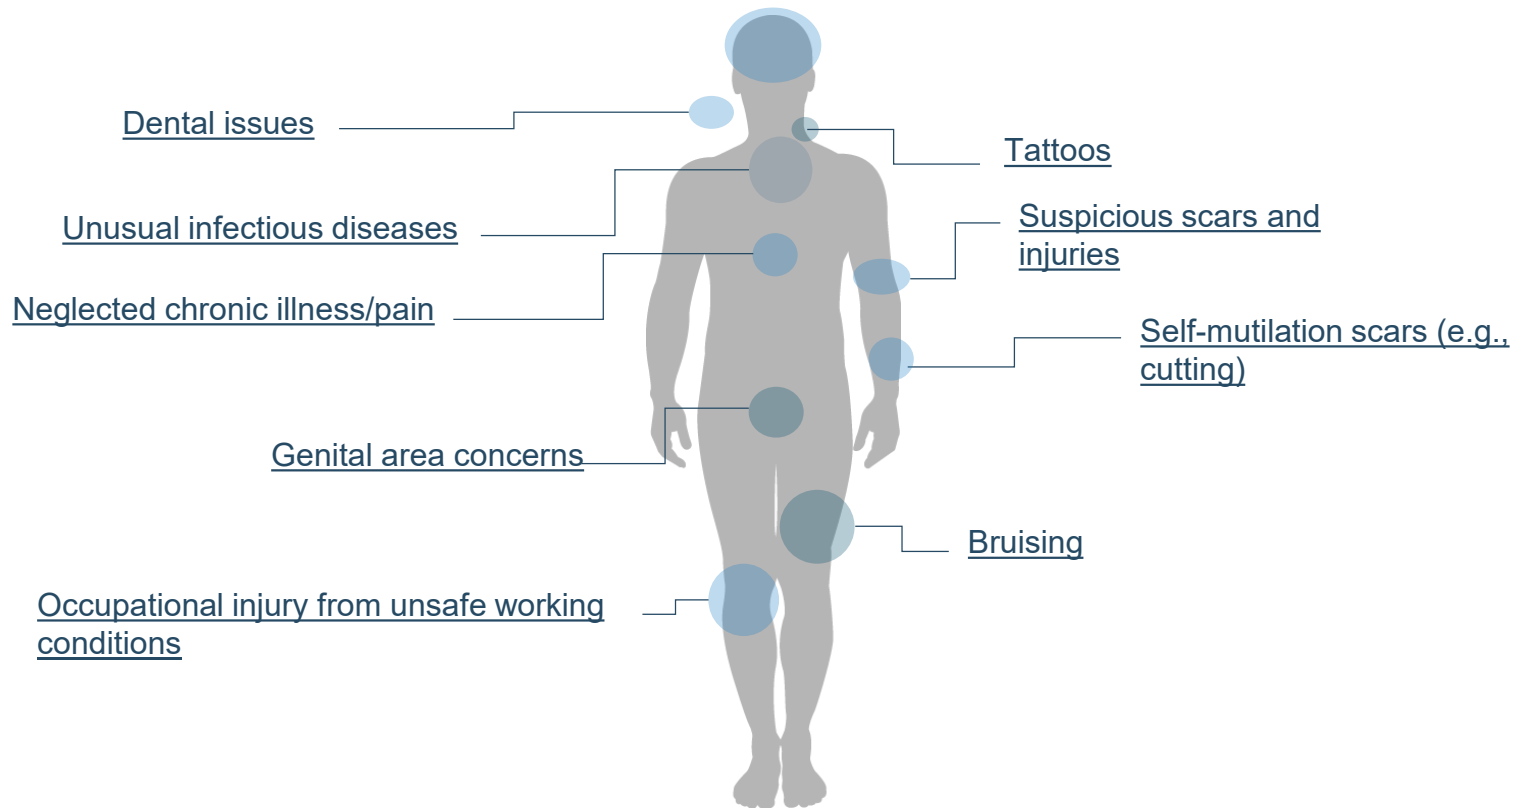 Dental issues
Tattoos
Unusual infectious diseases
Suspicious scars and
injuries
Neglected chronic illness/pain
Self-mutilation scars (e.g.,
cutting)
Genital area concerns
Bruising
Occupational injury from unsafe working
conditions